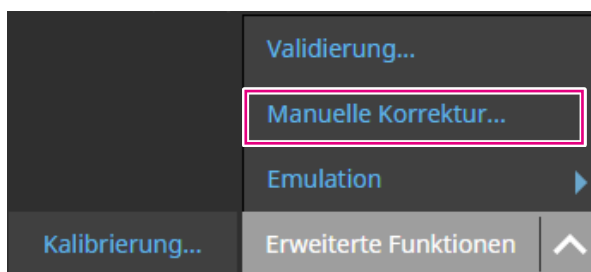 Validierung...
Manuelle Korrektur...
Emulation
Kalibrierung... Erweiterte Funktionen